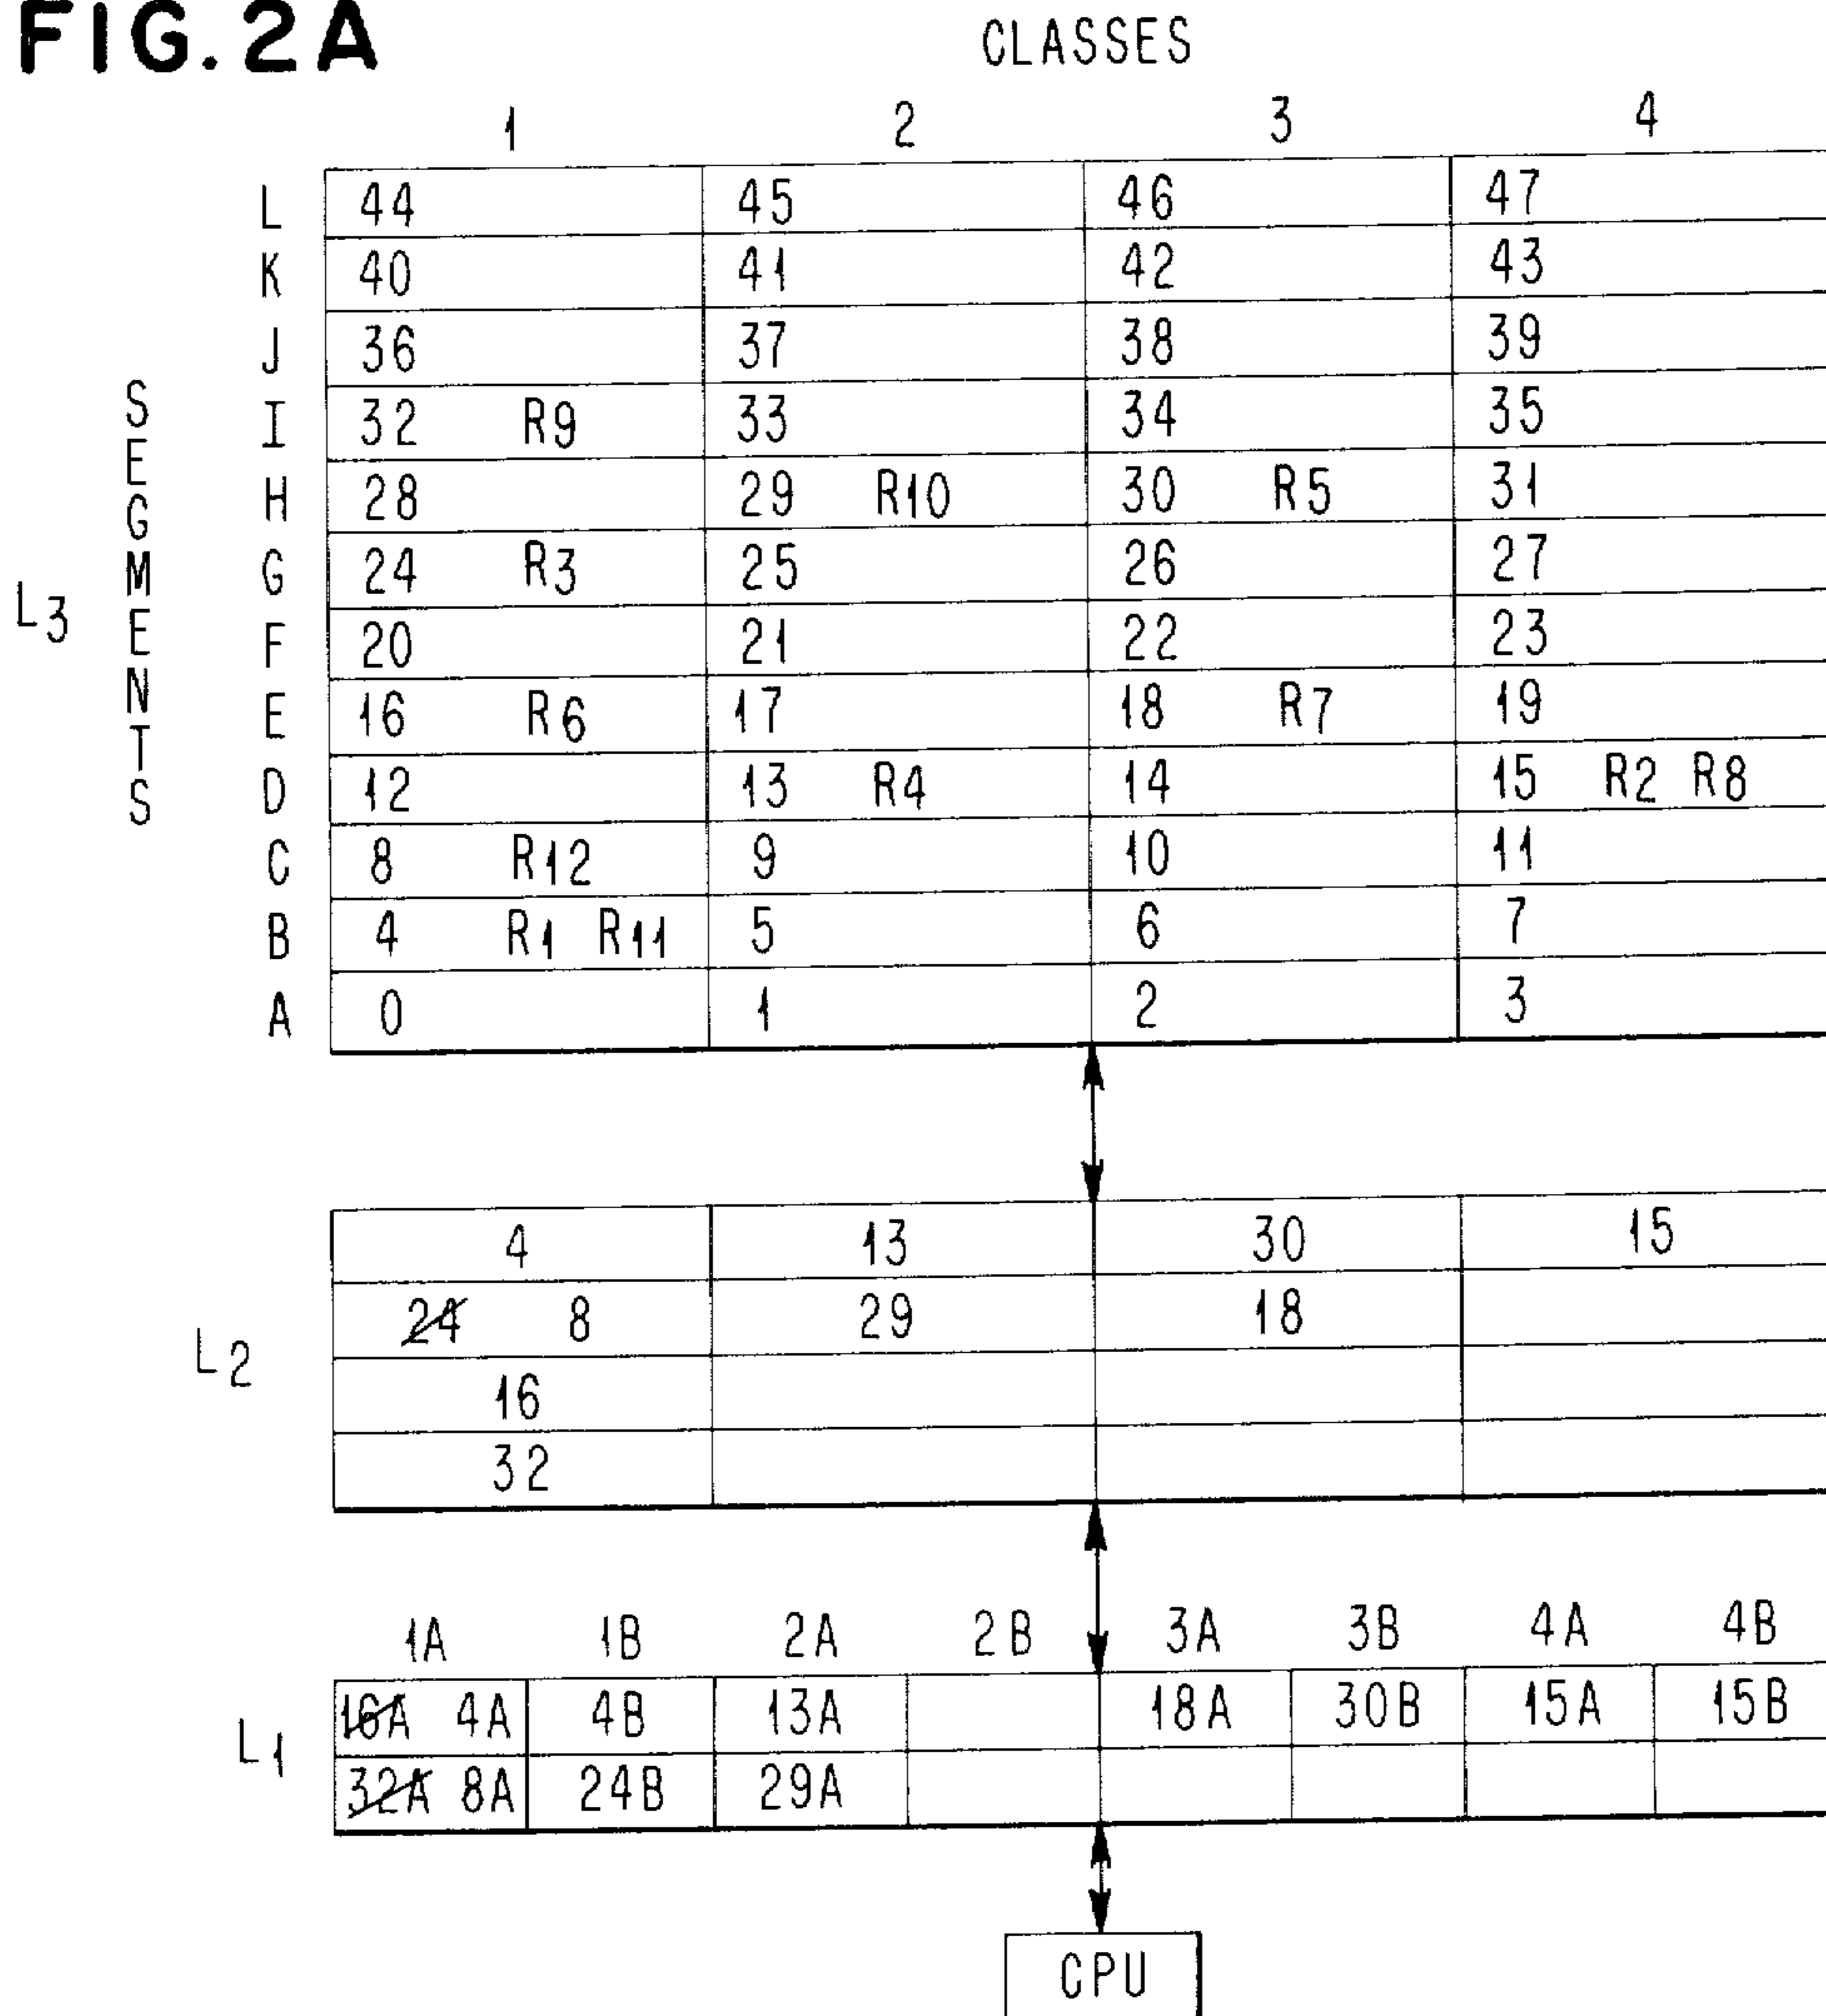 FIG.2A
CLASSES
1 2 3 4
L 44 45 46 47
K 40 41 42 43
J 36 37 38 39
I 32 R9 33 34 35
H 28 29 R10 30 R5 31
G 24 R3 25 26 27
F 20 21 22 23
E 16 R6 17 18 R7 19
D 12 13 R4 14 15 R2 R8
C 8 R12 9 10 11
B 4 R1 R11 5 6 7
A 0 1 2 3
SEGMENTS
L3
4 13 30 15
24 8 29 18
16
32
L2
1A 1B 2A 2B 3A 3B 4A 4B
16A 4A 4B 13A 18A 30B 15A 15B
32A 8A 24B 29A
L1
CPU